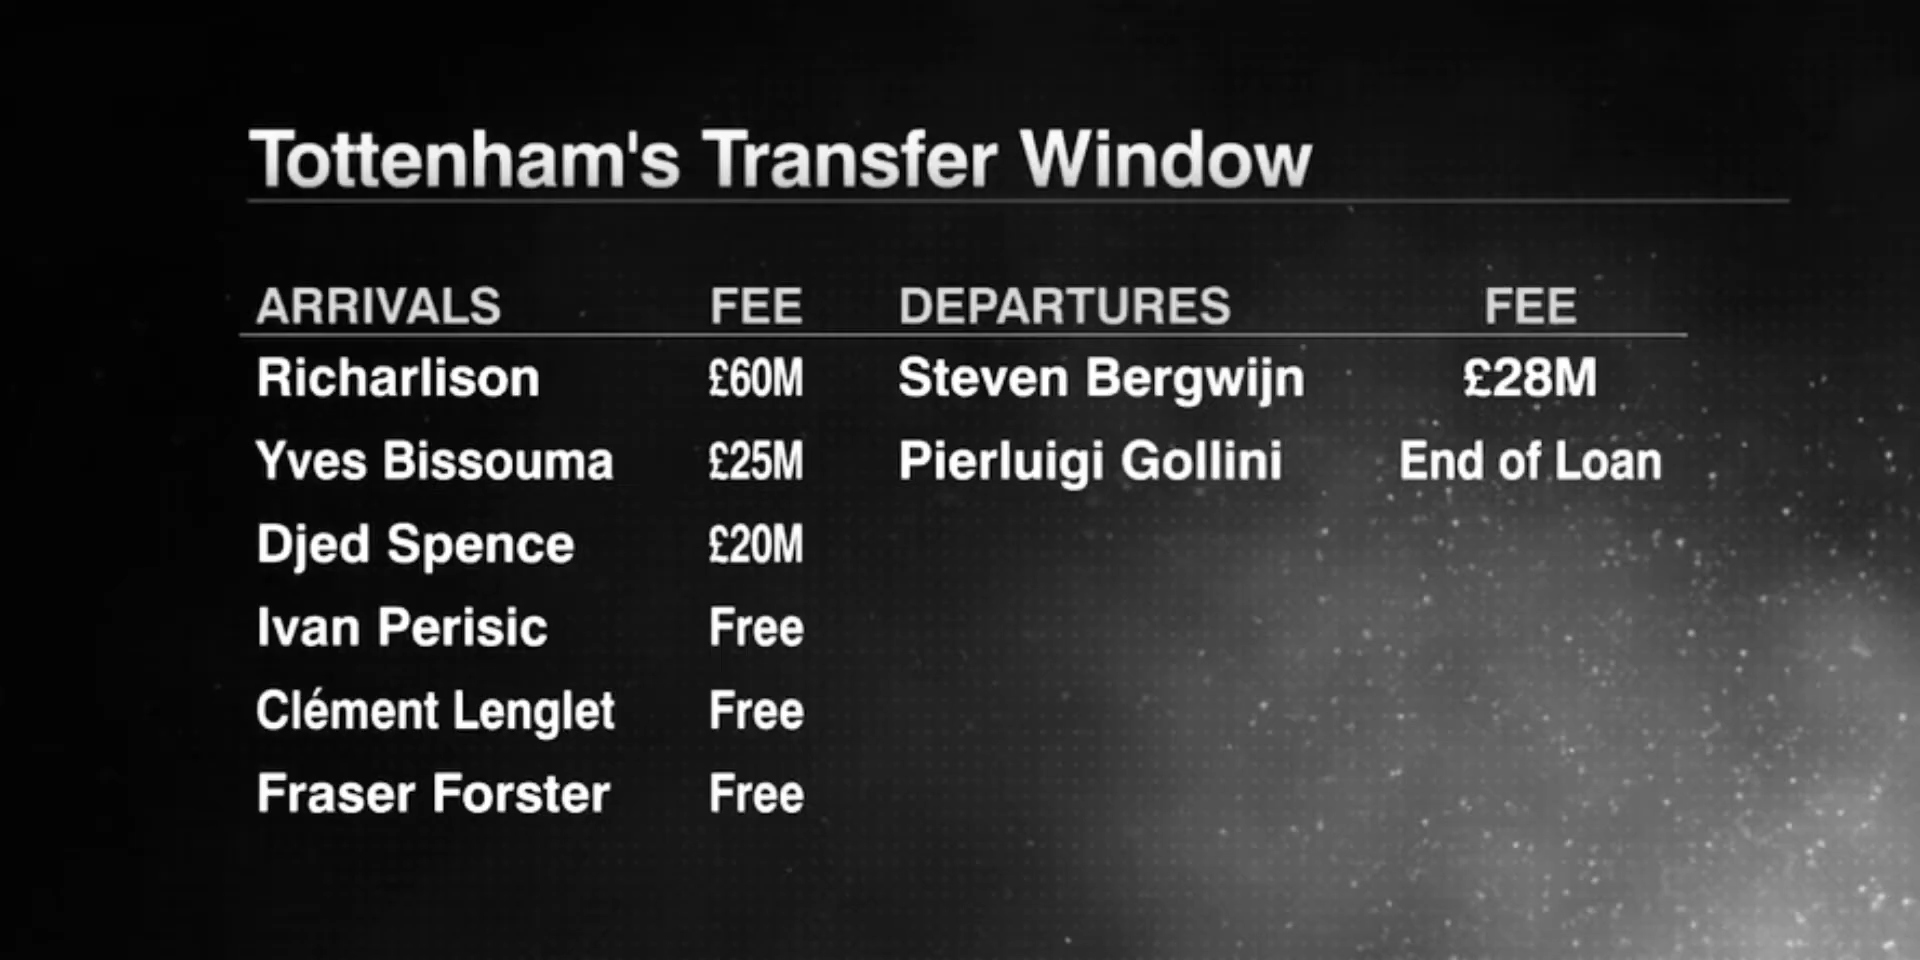 Tottenham's Transfer Window
ARRIVALS FEE DEPARTURES FEE
Richarlison £60M Steven Bergwijn £28M
Yves Bissouma £25M Pierluigi Gollini End of Loan
Djed Spence £20M
Ivan Perisic Free
Clément Lenglet Free
Fraser Forster Free